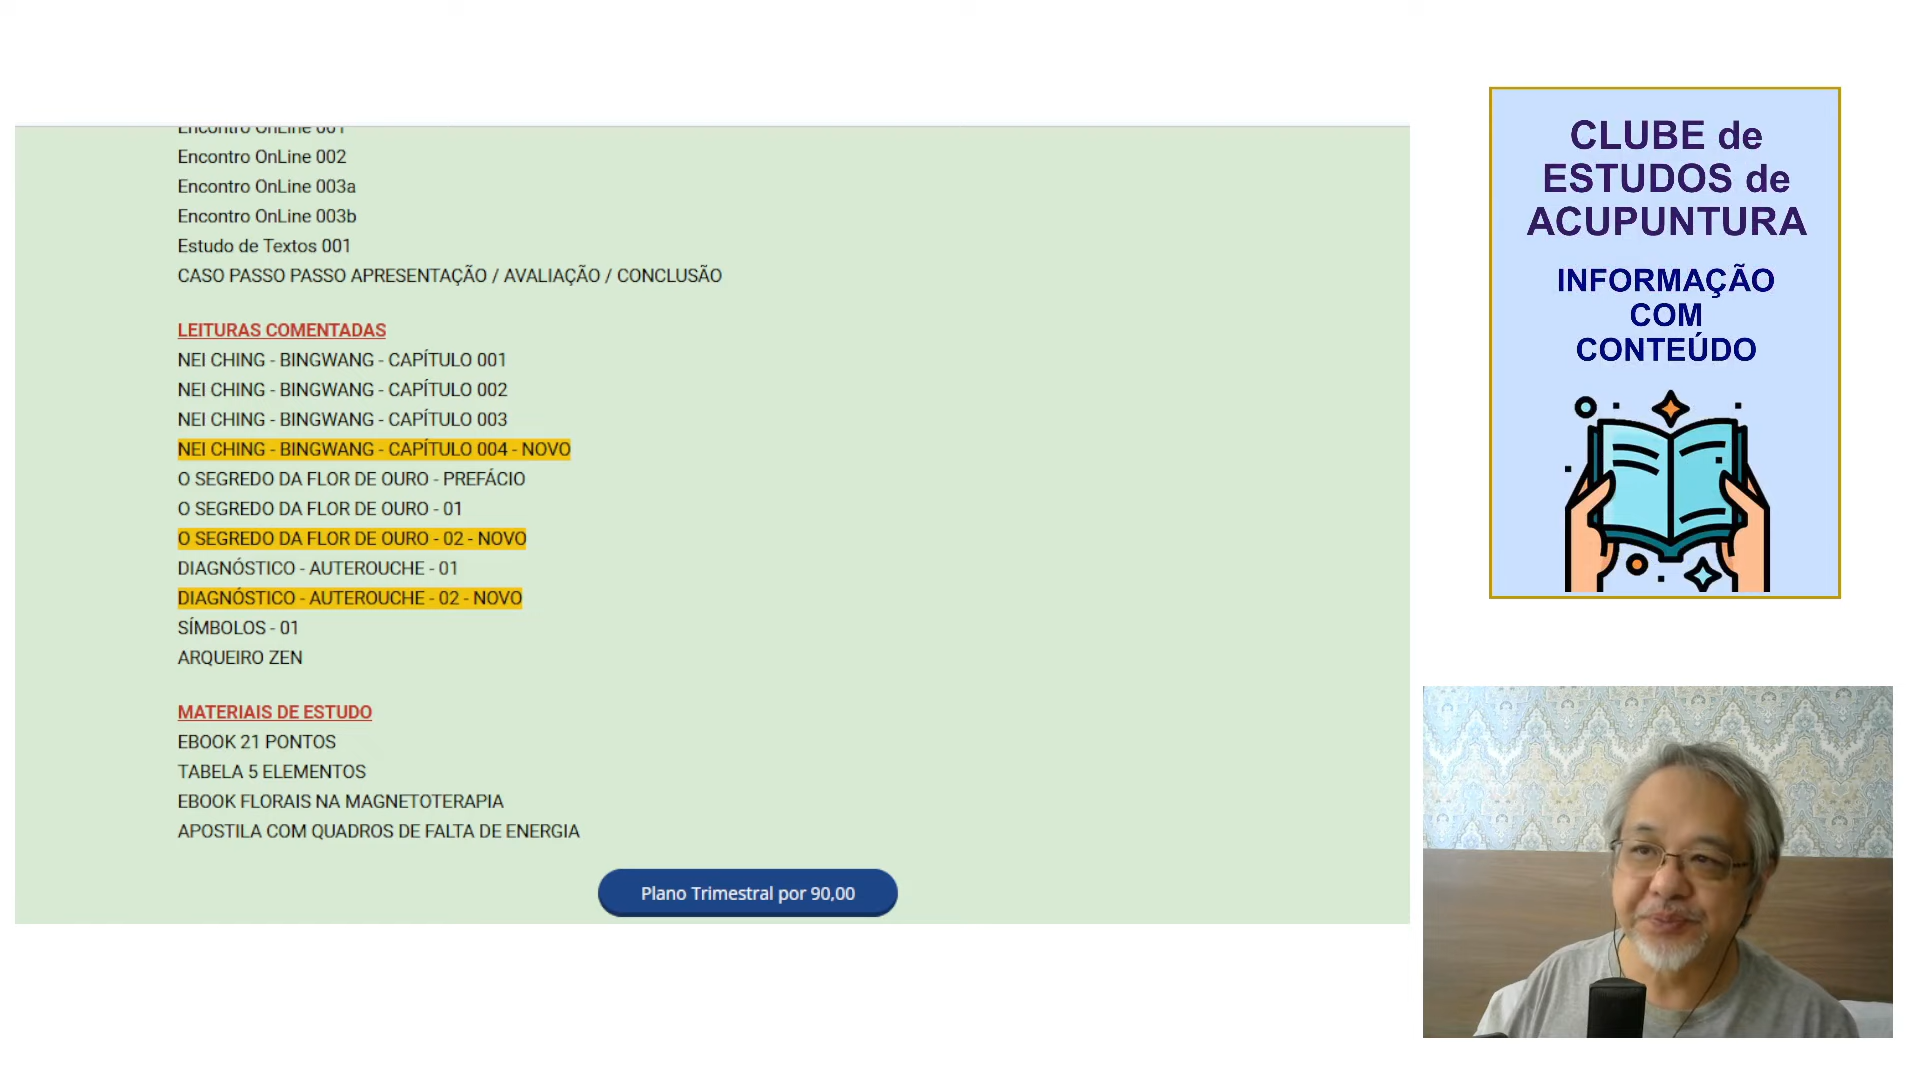 Encontro OnLine 001
Encontro OnLine 002
Encontro OnLine 003a
Encontro OnLine 003b
Estudo de Textos 001
CASO PASSO PASSO APRESENTAÇÃO / AVALIAÇÃO / CONCLUSÃO
LEITURAS COMENTADAS
NEI CHING - BINGWANG - CAPÍTULO 001
NEI CHING - BINGWANG - CAPÍTULO 002
NEI CHING - BINGWANG - CAPÍTULO 003
NEI CHING - BINGWANG - CAPÍTULO 004 - NOVO
O SEGREDO DA FLOR DE OURO - PREFÁCIO
O SEGREDO DA FLOR DE OURO - 01
O SEGREDO DA FLOR DE OURO - 02 - NOVO
DIAGNÓSTICO - AUTEROUCHE - 01
DIAGNÓSTICO - AUTEROUCHE - 02 - NOVO
SÍMBOLOS - 01
ARQUEIRO ZEN
MATERIAIS DE ESTUDO
EBOOK 21 PONTOS
TABELA 5 ELEMENTOS
EBOOK FLORAIS NA MAGNETOTERAPIA
APOSTILA COM QUADROS DE FALTA DE ENERGIA
Plano Trimestral por 90,00
CLUBE de
ESTUDOS de
ACUPUNTURA
INFORMAÇÃO
COM
CONTEÚDO